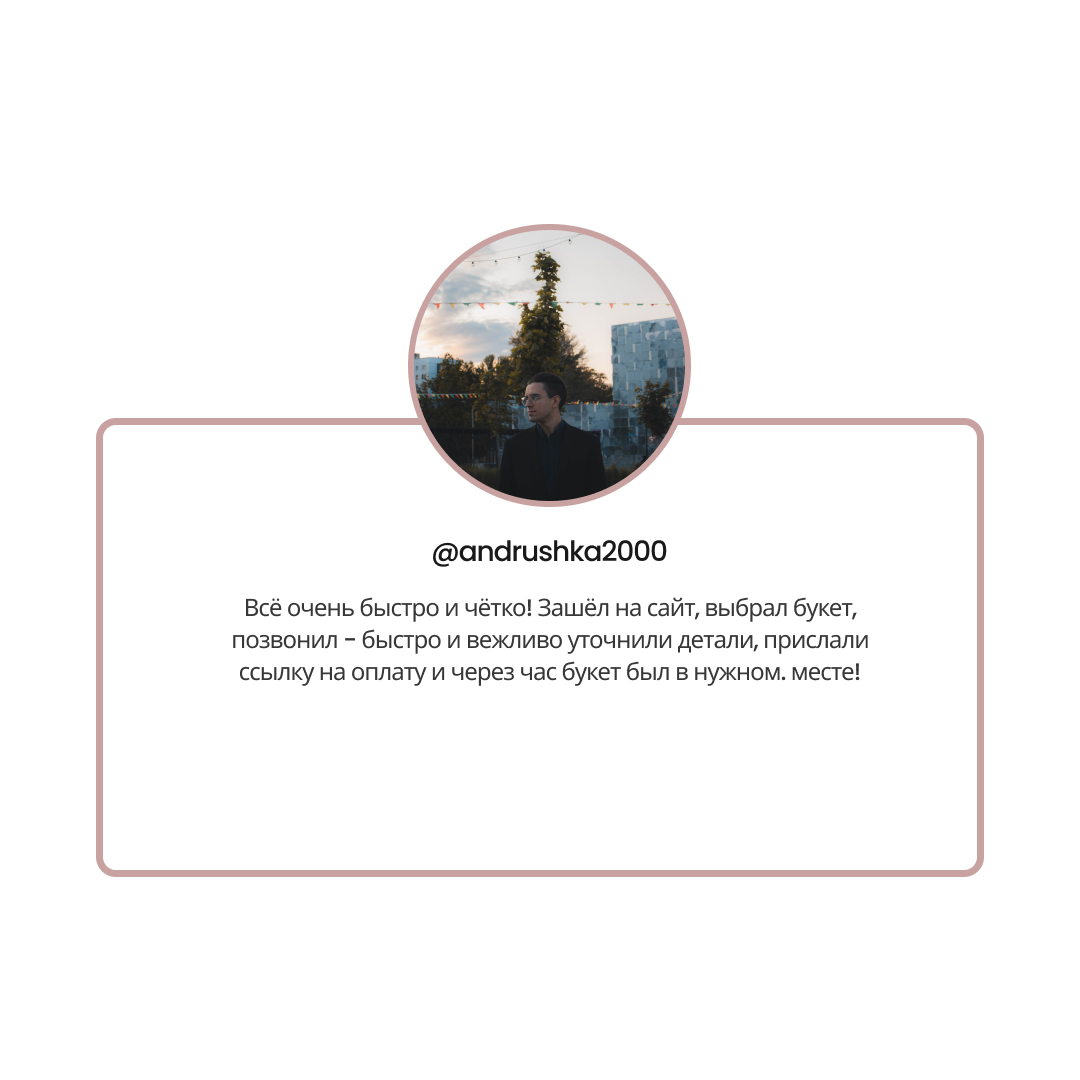 @andrushka2000
Всё очень быстро и чётко! Зашёл на сайт, выбрал букет,
позвонил - быстро и вежливо уточнили детали, прислали
ссылку на оплату и через час букет был в нужном. месте!